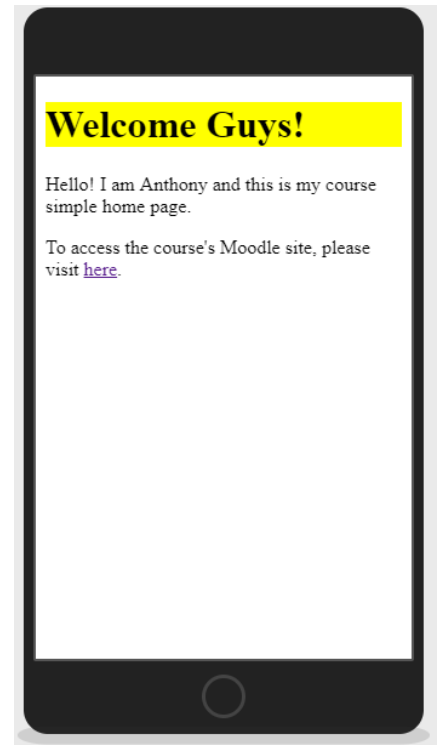 Welcome Guys!
Hello! I am Anthony and this is my course
simple home page.
To access the course's Moodle site, please
visit here.